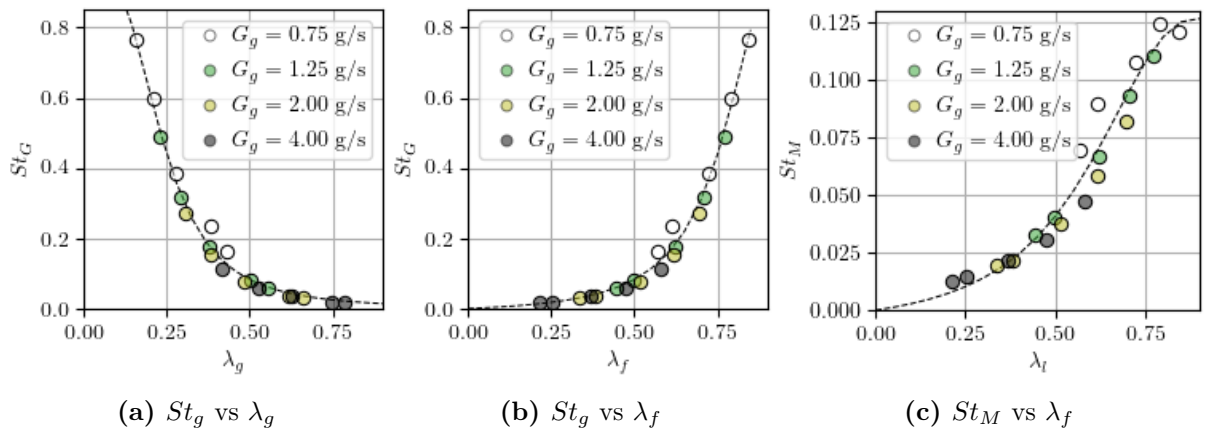 0.8
0.6
0.4
0.2
0.0
St_G
G_g = 0.75 g/s
G_g = 1.25 g/s
G_g = 2.00 g/s
G_g = 4.00 g/s
0.00 0.25 0.50 0.75
λ_g
(a) St_g vs λ_g
0.8
0.6
0.4
0.2
0.0
St_G
G_g = 0.75 g/s
G_g = 1.25 g/s
G_g = 2.00 g/s
G_g = 4.00 g/s
0.00 0.25 0.50 0.75
λ_f
(b) St_g vs λ_f
0.125
0.100
0.075
0.050
0.025
0.000
St_M
G_g = 0.75 g/s
G_g = 1.25 g/s
G_g = 2.00 g/s
G_g = 4.00 g/s
0.00 0.25 0.50 0.75
λ_l
(c) St_M vs λ_f